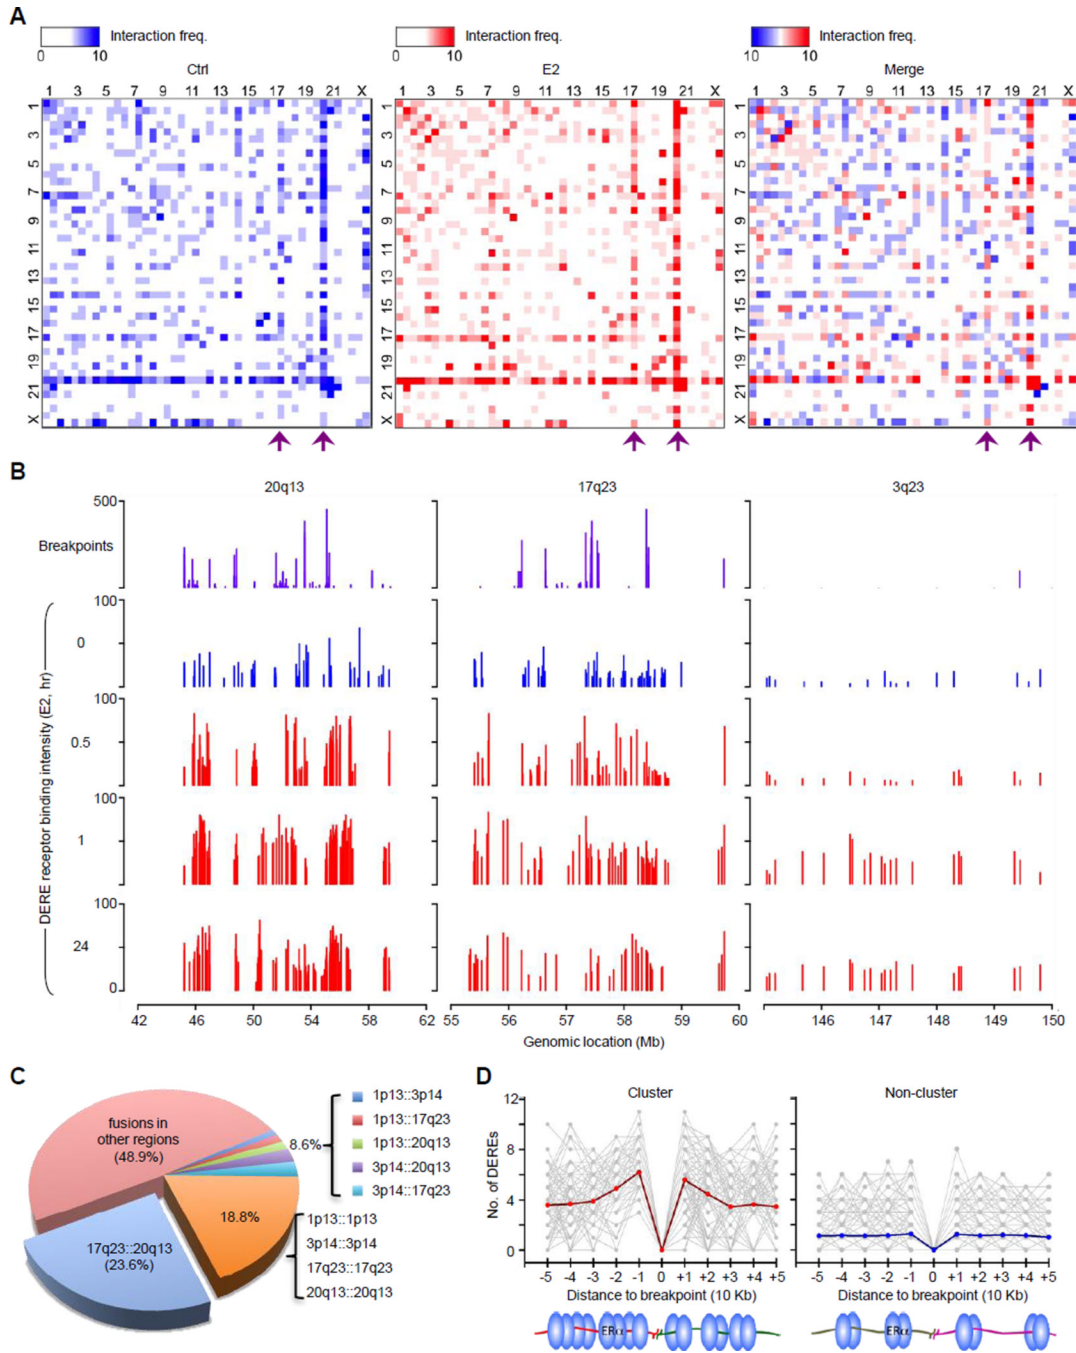 A
Interaction freq.
0 10
Ctrl
1 3 5 7 9 11 13 15 17 19 21 X
1
3
5
7
9
11
13
15
17
19
21
X
Interaction freq.
0 10
E2
1 3 5 7 9 11 13 15 17 19 21 X
1
3
5
7
9
11
13
15
17
19
21
X
Interaction freq.
10 10
Merge
1 3 5 7 9 11 13 15 17 19 21 X
1
3
5
7
9
11
13
15
17
19
21
X
B
20q13 17q23 3q23
500
Breakpoints
DERE receptor binding intensity (E2, hr)
100
0
100
0.5
100
1
100
24
0
42 46 50 54 58 62
55 56 57 58 59 60
146 147 148 149 150
Genomic location (Mb)
C
fusions in
other regions
(48.9%)
17q23::20q13
(23.6%)
18.8%
8.6%
1p13::3p14
1p13::17q23
1p13::20q13
3p14::20q13
3p14::17q23
1p13::1p13
3p14::3p14
17q23::17q23
20q13::20q13
D
Cluster
Non-cluster
No. of DEREs
12
8
4
0
-5 -4 -3 -2 -1 0 +1 +2 +3 +4 +5
Distance to breakpoint (10 Kb)
ERα
-5 -4 -3 -2 -1 0 +1 +2 +3 +4 +5
Distance to breakpoint (10 Kb)
ERα